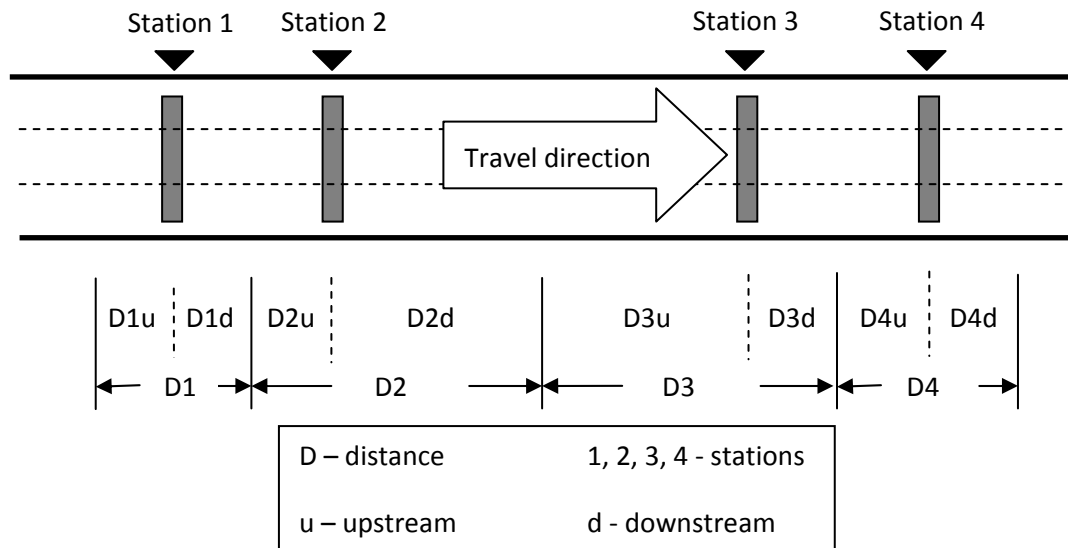 Station 1 Station 2 Station 3 Station 4
Travel direction
D1u D1d D2u D2d D3u D3d D4u D4d
D1 D2 D3 D4
D – distance 1, 2, 3, 4 - stations
u – upstream d - downstream